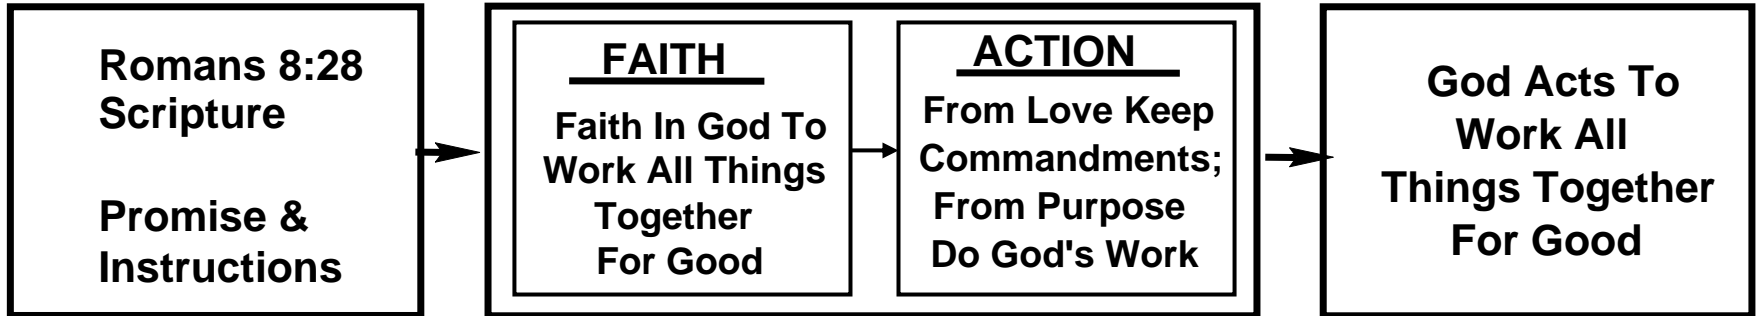 Romans 8:28
Scripture
Promise &
Instructions
FAITH
Faith In God To
Work All Things
Together
For Good
ACTION
From Love Keep
Commandments;
From Purpose
Do God's Work
God Acts To
Work All
Things Together
For Good